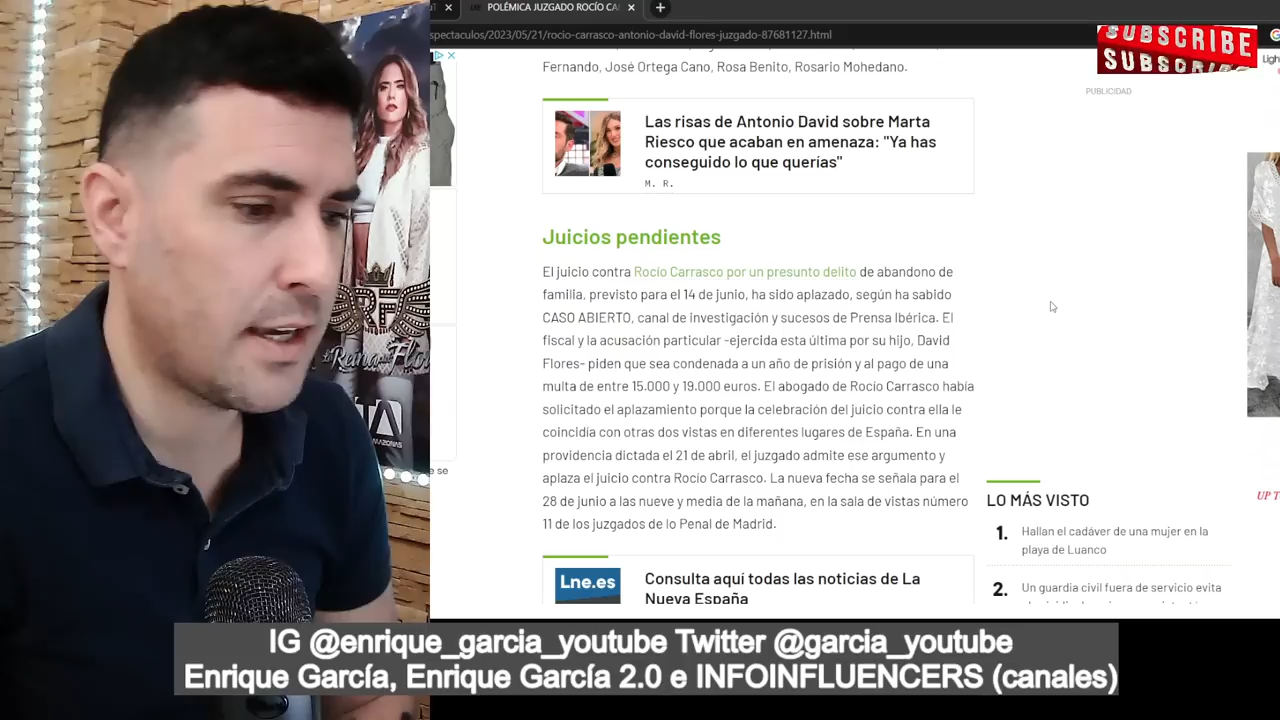 POLÉMICA JUZGADO ROCÍO CA
spectaculos/2023/05/21/rocio-carrasco-antonio-david-flores-juzgado-87681127.html
SUBSCRIBE
SUBSCRIBE
Ligh
Fernando, José Ortega Cano, Rosa Benito, Rosario Mohedano.
PUBLICIDAD
Las risas de Antonio David sobre Marta
Riesco que acaban en amenaza: "Ya has
conseguido lo que querías"
M. R.
Juicios pendientes
El juicio contra Rocío Carrasco por un presunto delito de abandono de
familia, previsto para el 14 de junio, ha sido aplazado, según ha sabido
CASO ABIERTO, canal de investigación y sucesos de Prensa Ibérica. El
fiscal y la acusación particular -ejercida esta última por su hijo, David
Flores- piden que sea condenada a un año de prisión y al pago de una
multa de entre 15.000 y 19.000 euros. El abogado de Rocío Carrasco había
solicitado el aplazamiento porque la celebración del juicio contra ella le
coincidía con otras dos vistas en diferentes lugares de España. En una
providencia dictada el 21 de abril, el juzgado admite ese argumento y
aplaza el juicio contra Rocío Carrasco. La nueva fecha se señala para el
28 de junio a las nueve y media de la mañana, en la sala de vistas número
11 de los juzgados de lo Penal de Madrid.
se
LO MÁS VISTO
UP T
1. Hallan el cadáver de una mujer en la
playa de Luanco
2. Un guardia civil fuera de servicio evita
Lne.es
Consulta aquí todas las noticias de La
Nueva España
RF
La Reina del Flo
TA
AMAZONAS
IG @enrique_garcia_youtube Twitter @garcia_youtube
Enrique García, Enrique García 2.0 e INFOINFLUENCERS (canales)